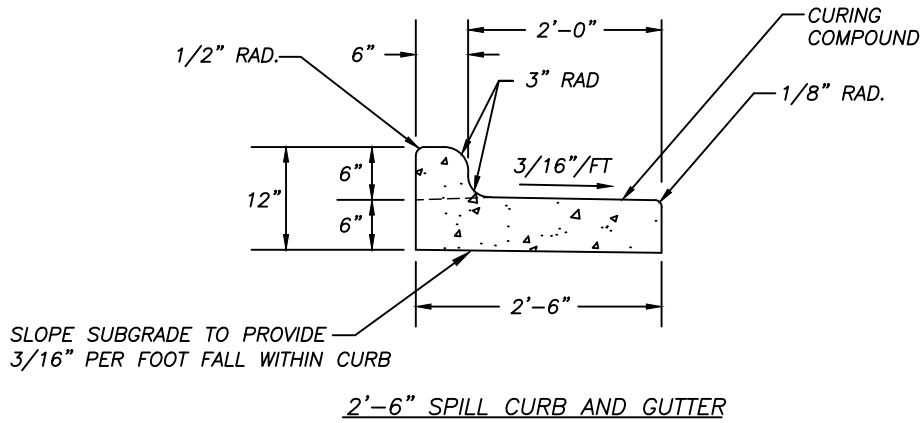 CURING
COMPOUND
2'-0"
6"
1/2" RAD.
3" RAD
1/8" RAD.
3/16"/FT
6"
12"
6"
2'-6"
SLOPE SUBGRADE TO PROVIDE
3/16" PER FOOT FALL WITHIN CURB
2'-6" SPILL CURB AND GUTTER